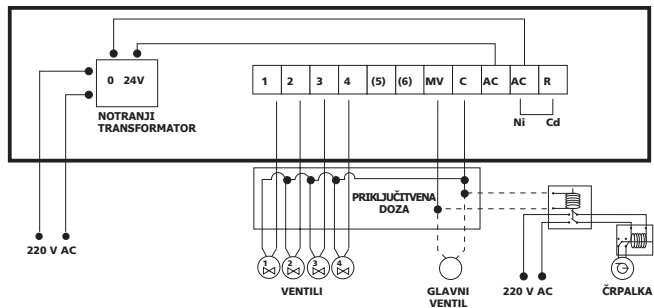 0 24V
NOTRANJI
TRANSFORMATOR
1 2 3 4 (5) (6) MV C AC AC R
Ni Cd
PRIKLJUČITVENA
DOZA
220 V AC
1 2 3 4
VENTILI
GLAVNI
VENTIL
220 V AC
ČRPALKA